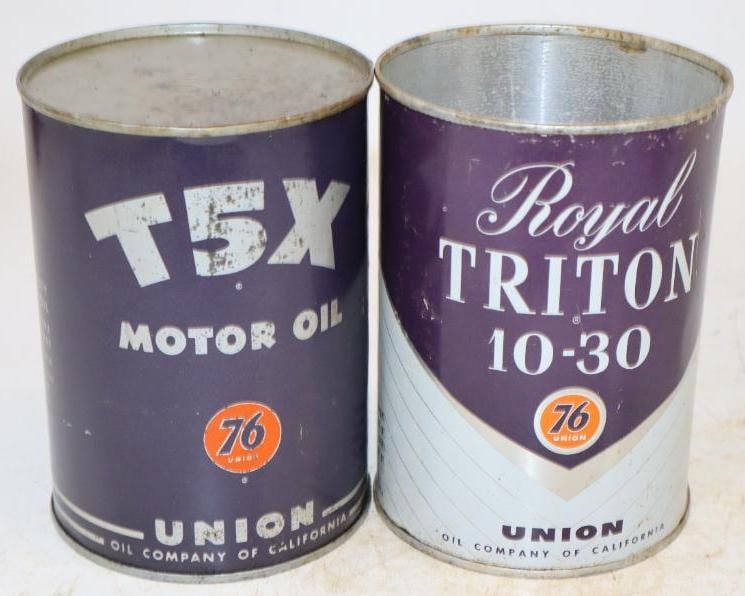 T5X
®
MOTOR OIL
76
UNION
®
UNION
OIL COMPANY OF CALIFORNIA
Royal
TRITON
®
10-30
76
UNION
UNION
OIL COMPANY OF CALIFORNIA